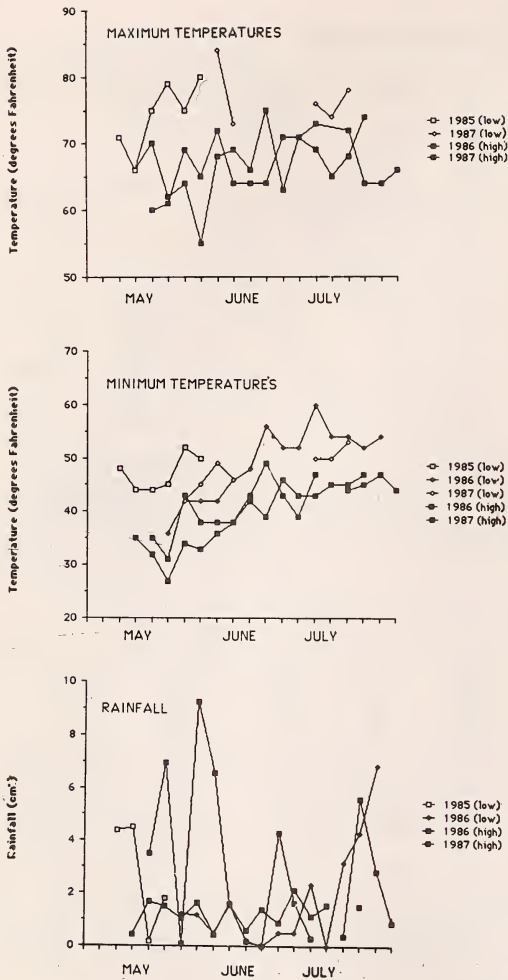 MAXIMUM TEMPERATURES
Temperature (degrees Fahrenheit)
90
80
70
60
50
MAY JUNE JULY
1985 (low)
1987 (low)
1986 (high)
1987 (high)
MINIMUM TEMPERATURE'S
Temperature (degrees Fahrenheit)
70
60
50
40
30
20
MAY JUNE JULY
1985 (low)
1986 (low)
1987 (low)
1986 (high)
1987 (high)
RAINFALL
Rainfall (cm.)
10
8
6
4
2
0
MAY JUNE JULY
1985 (low)
1986 (low)
1986 (high)
1987 (high)